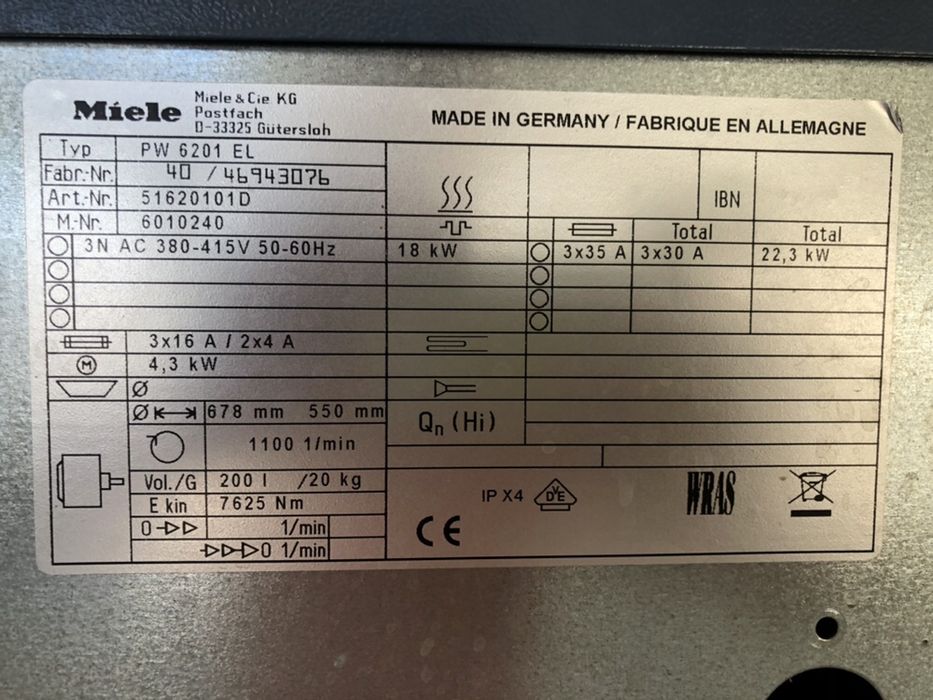 Miele
Miele & Cie KG
Postfach
D-33325 Gütersloh
MADE IN GERMANY / FABRIQUE EN ALLEMAGNE
Typ PW 6201 EL
Fabr.-Nr. 40 / 46943076
Art.-Nr. 51620101D
M.-Nr. 6010240
IBN
Total Total
3N AC 380-415V 50-60Hz 18 kW 3x35 A 3x30 A 22,3 kW
3x16 A / 2x4 A
M 4,3 kW
Ø
Ø 678 mm 550 mm
Qn (Hi)
1100 1/min
Vol./G 200 l /20 kg
E kin 7625 Nm
0 1/min
0 1/min
IP X4 VDE WRAS
CE